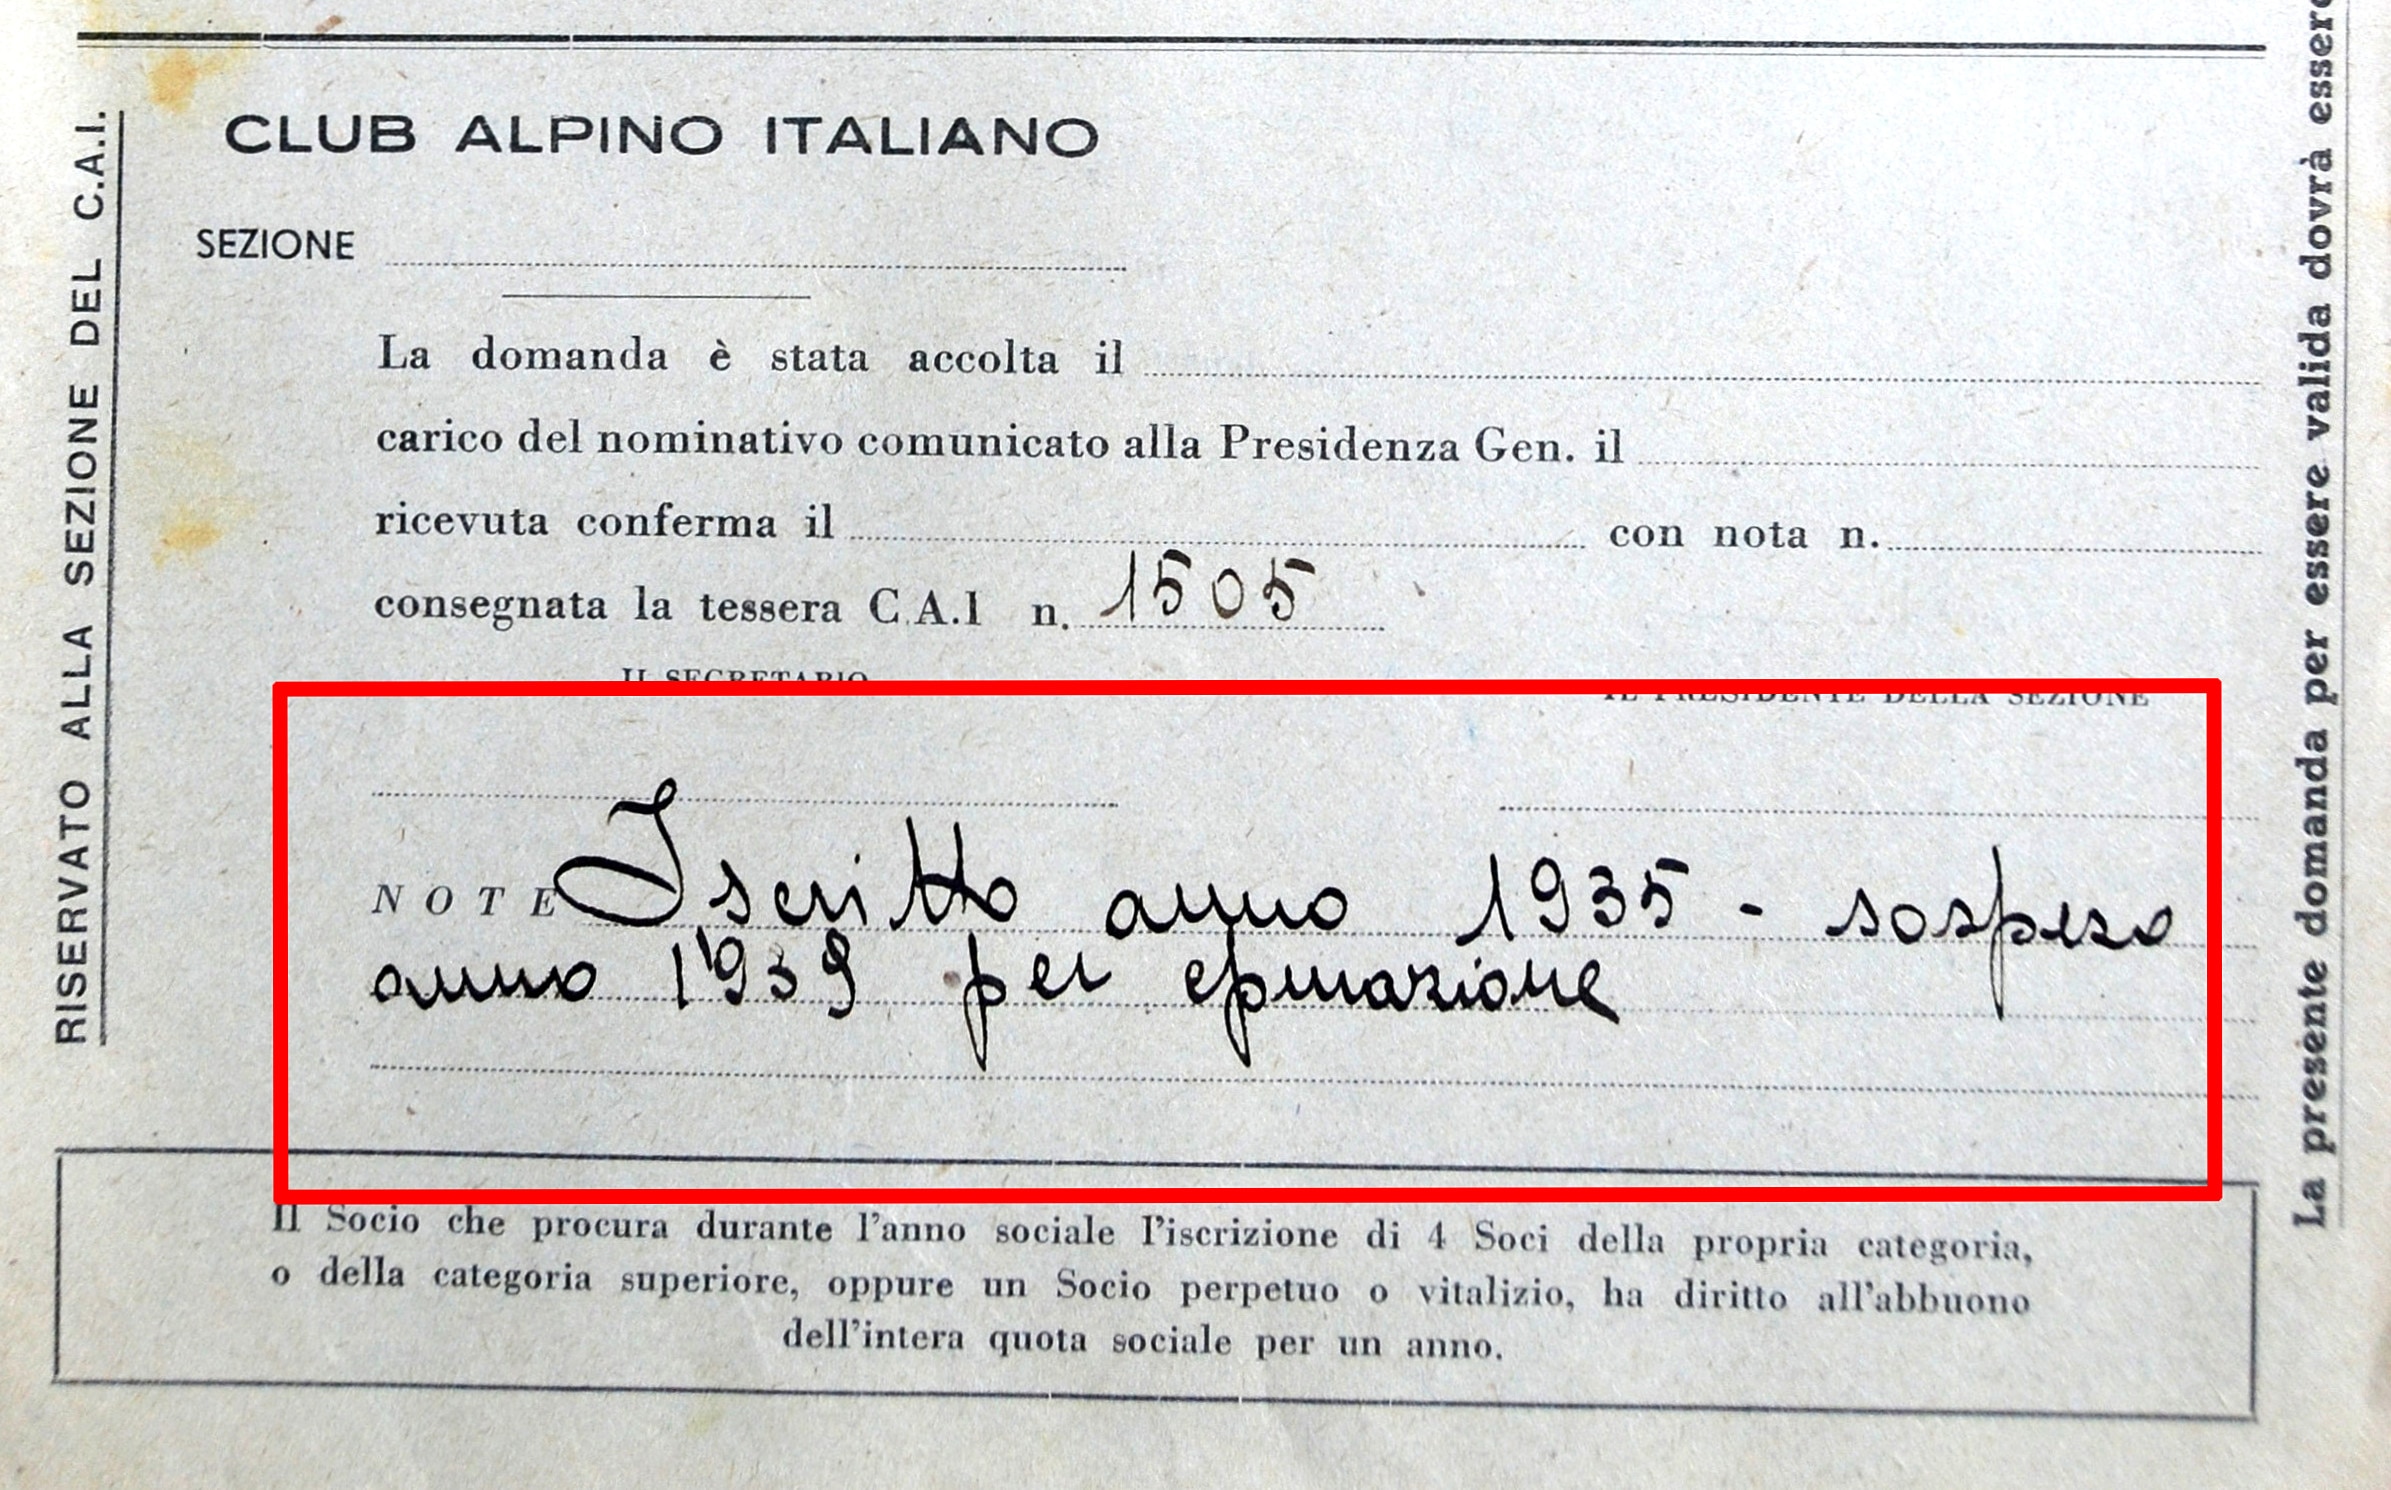 CLUB ALPINO ITALIANO
SEZIONE
La domanda è stata accolta il
carico del nominativo comunicato alla Presidenza Gen. il
ricevuta conferma il con nota n.
consegnata la tessera C.A.I n. 1505
IL SEGRETARIO
IL PRESIDENTE DELLA SEZIONE
NOTE Iscritto anno 1935 - sospeso
anno 1939 per epurazione
Il Socio che procura durante l'anno sociale l'iscrizione di 4 Soci della propria categoria,
o della categoria superiore, oppure un Socio perpetuo o vitalizio, ha diritto all'abbuono
dell'intera quota sociale per un anno.
RISERVATO ALLA SEZIONE DEL C.A.I.
La presente domanda per essere valida dovrà essere